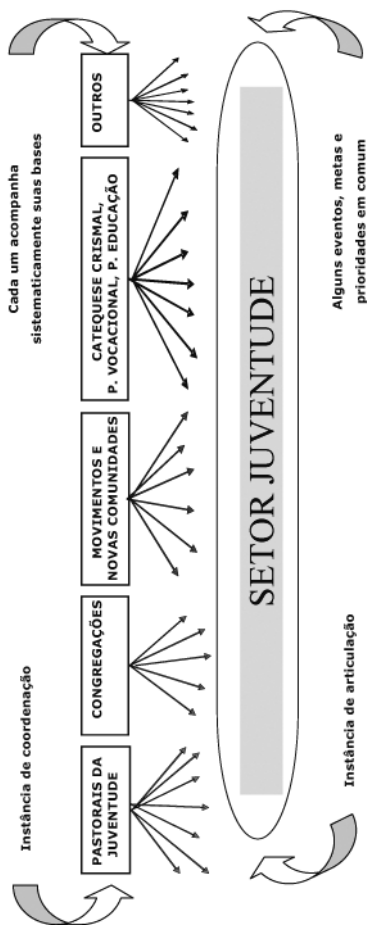 Instância de coordenação
Cada um acompanha
sistematicamente suas bases
PASTORAIS DA
JUVENTUDE
CONGREGAÇÕES
MOVIMENTOS E
NOVAS COMUNIDADES
CATEQUESE CRISMAL,
P. VOCACIONAL, P. EDUCAÇÃO
OUTROS
SETOR JUVENTUDE
Instância de articulação
Alguns eventos, metas e
prioridades em comum